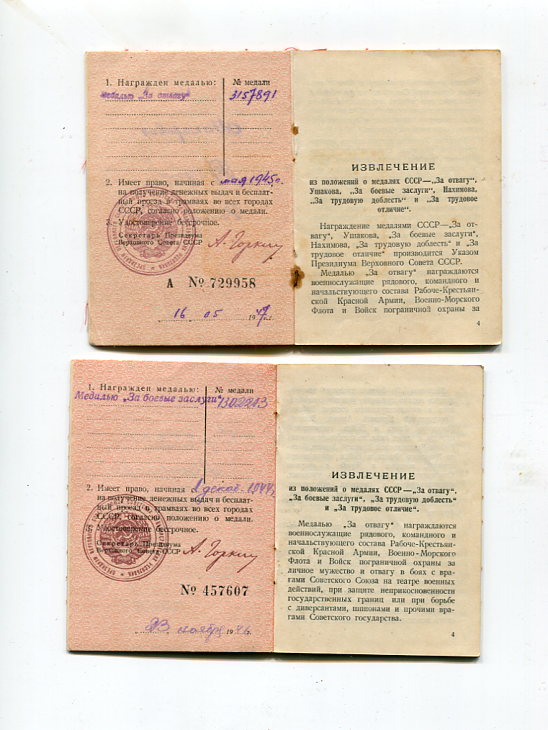 1. Награжден медалью: № медали
Медалью „За отвагу“ 3157891
2. Имеет право, начиная с мая 1945 г.
на получение денежных выдач и бесплат-
ный проезд в трамваях во всех городах
СССР, согласно положению о медали.
3. Удостоверение бессрочное.
Секретарь Президиума
Верховного Совета СССР
А. Горкин
А № 729958
16 05 19 г.
ИЗВЛЕЧЕНИЕ
из положений о медалях СССР—„За отвагу“,
Ушакова, „За боевые заслуги“, Нахимова,
„За трудовую доблесть“ и „За трудовое
отличие“.
Награждение медалями СССР—„За от-
вагу“, Ушакова, „За боевые заслуги“,
Нахимова, „За трудовую доблесть“ и „За
трудовое отличие“ производится Указом
Президиума Верховного Совета СССР.
Медалью „За отвагу“ награждаются
военнослужащие рядового, командного и
начальствующего состава Рабоче-Крестьян-
ской Красной Армии, Военно-Морского
Флота и Войск пограничной охраны за
4
1. Награжден медалью: № медали
Медалью „За боевые заслуги“
2. Имеет право, начиная с декаб. 1944 г.
на получение денежных выдач и бесплат-
ный проезд в трамваях во всех городах
СССР, согласно положению о медали.
3. Удостоверение бессрочное.
Секретарь Президиума
Верховного Совета СССР
А. Горкин
№ 457607
23 ноября 1946
ИЗВЛЕЧЕНИЕ
из положений о медалях СССР —„За отвагу“,
„За боевые заслуги“, „За трудовую доблесть“
и „За трудовое отличие“.
Медалью „За отвагу“ награждаются
военнослужащие рядового, командного и
начальствующего состава Рабоче-Крестьян-
ской Красной Армии, Военно-Морского
Флота и Войск пограничной охраны за
личное мужество и отвагу в боях с вра-
гами Советского Союза на театре военных
действий, при защите неприкосновенности
государственных границ или при борьбе
с диверсантами, шпионами и прочими вра-
гами Советского государства.
4